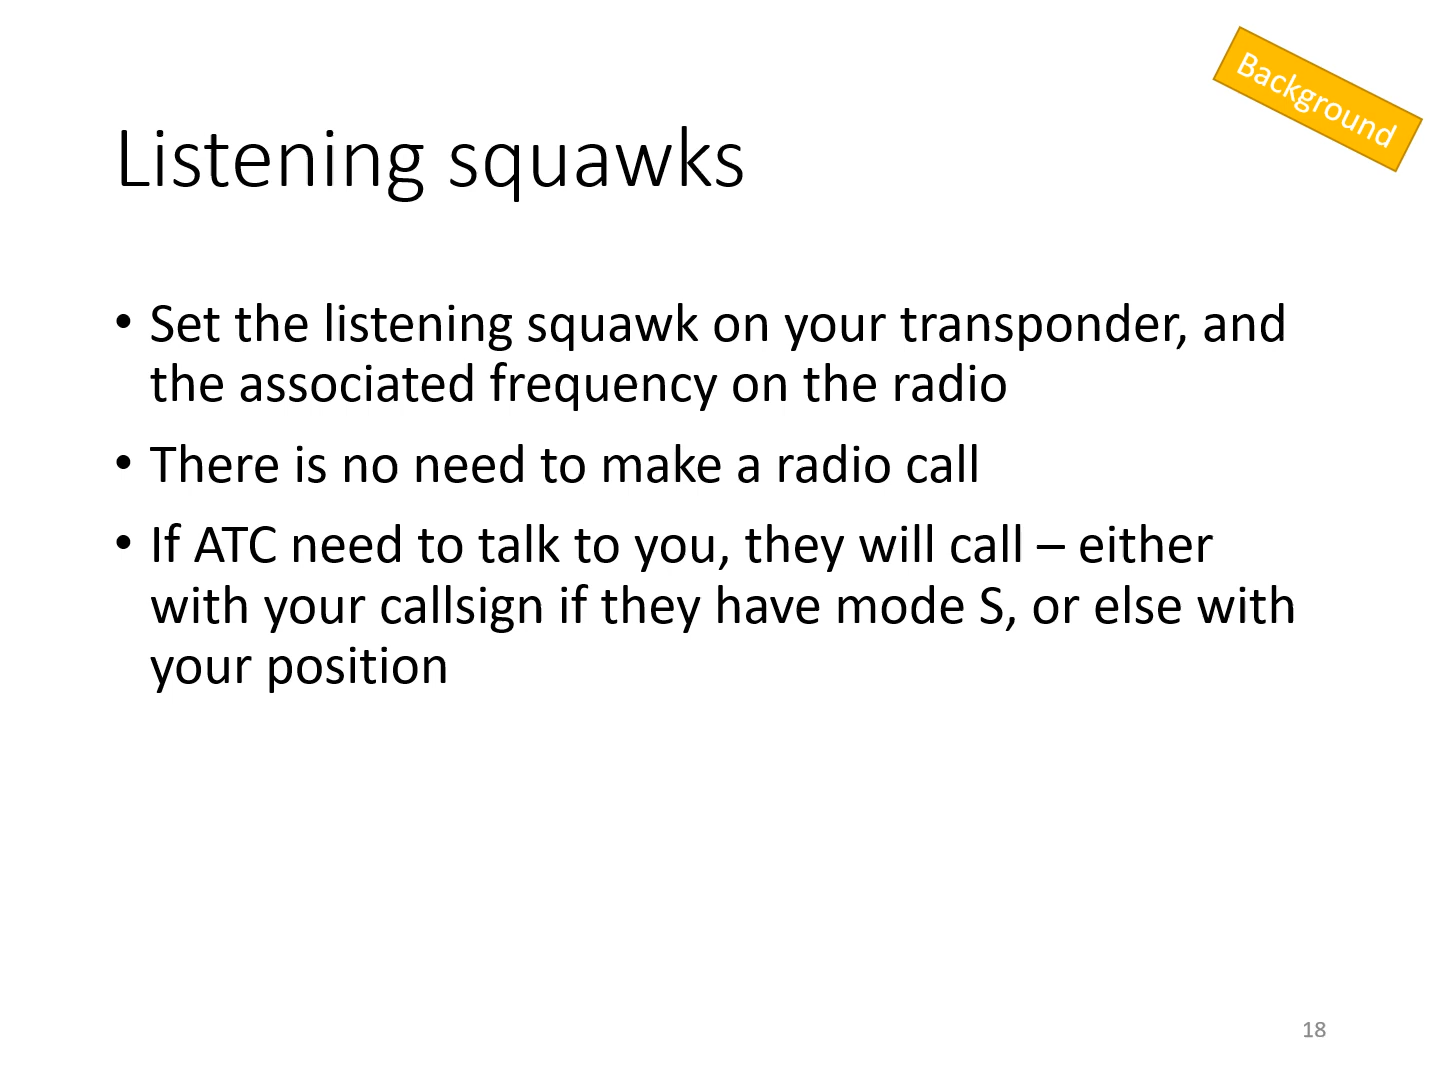 Background
Listening squawks
• Set the listening squawk on your transponder, and
the associated frequency on the radio
• There is no need to make a radio call
• If ATC need to talk to you, they will call – either
with your callsign if they have mode S, or else with
your position
18